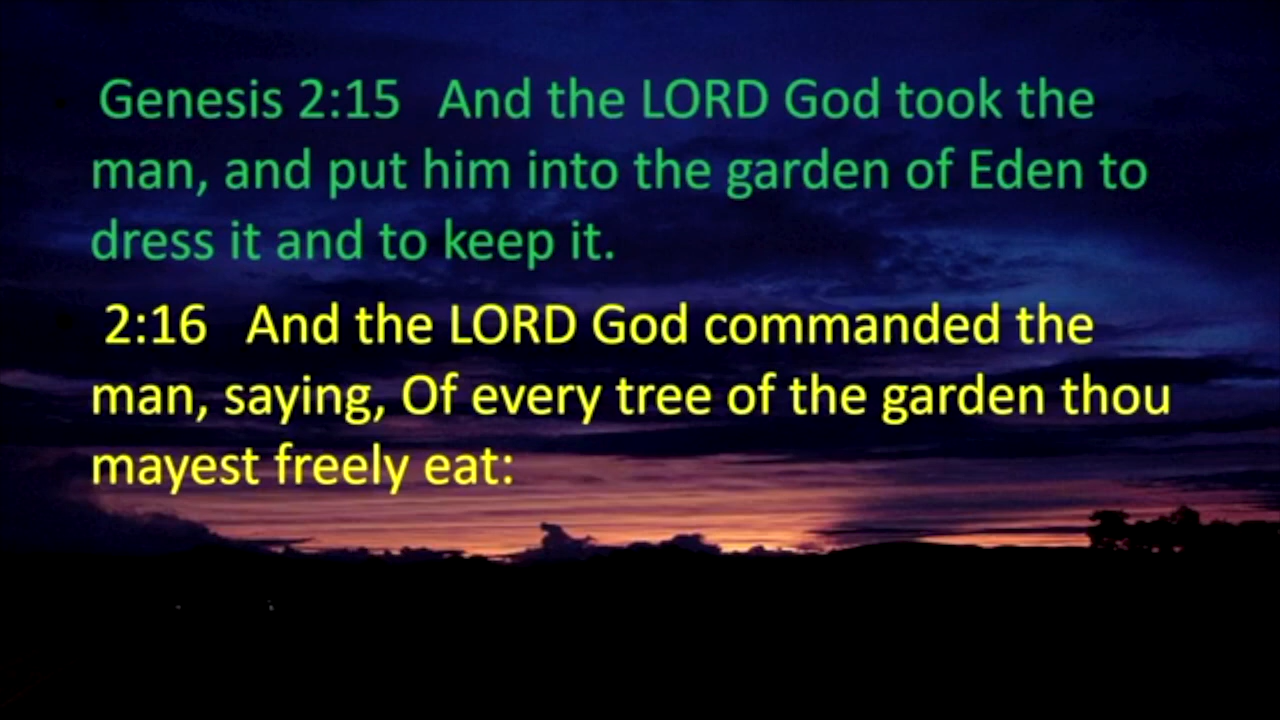 Genesis 2:15 And the LORD God took the
man, and put him into the garden of Eden to
dress it and to keep it.
2:16 And the LORD God commanded the
man, saying, Of every tree of the garden thou
mayest freely eat: